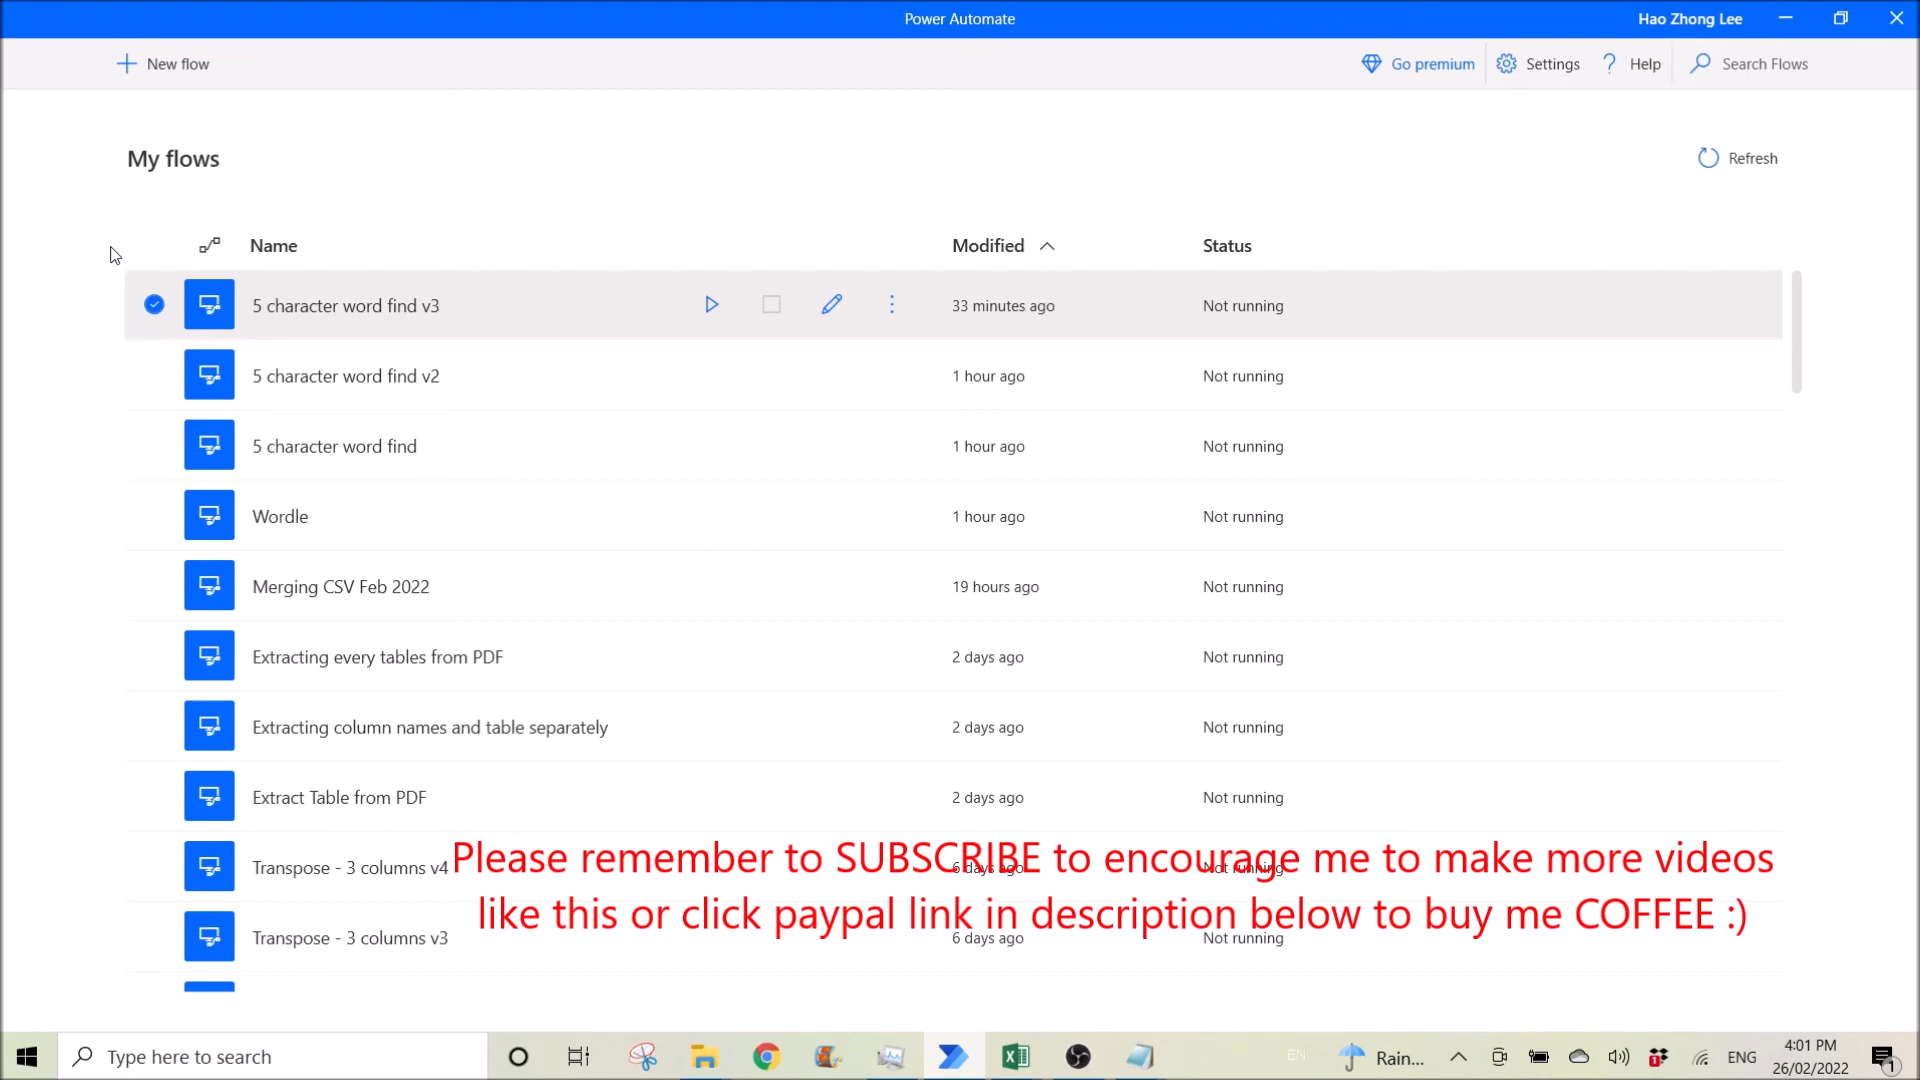 Power Automate
Hao Zhong Lee
New flow
Go premium
Settings
Help
Search Flows
My flows
Refresh
Name Modified Status
5 character word find v3 33 minutes ago Not running
5 character word find v2 1 hour ago Not running
5 character word find 1 hour ago Not running
Wordle 1 hour ago Not running
Merging CSV Feb 2022 19 hours ago Not running
Extracting every tables from PDF 2 days ago Not running
Extracting column names and table separately 2 days ago Not running
Extract Table from PDF 2 days ago Not running
Transpose - 3 columns v4 6 days ago Not running
Please remember to SUBSCRIBE to encourage me to make more videos
like this or click paypal link in description below to buy me COFFEE :)
Transpose - 3 columns v3 6 days ago Not running
Type here to search
EN
Rain...
ENG
4:01 PM
26/02/2022
1